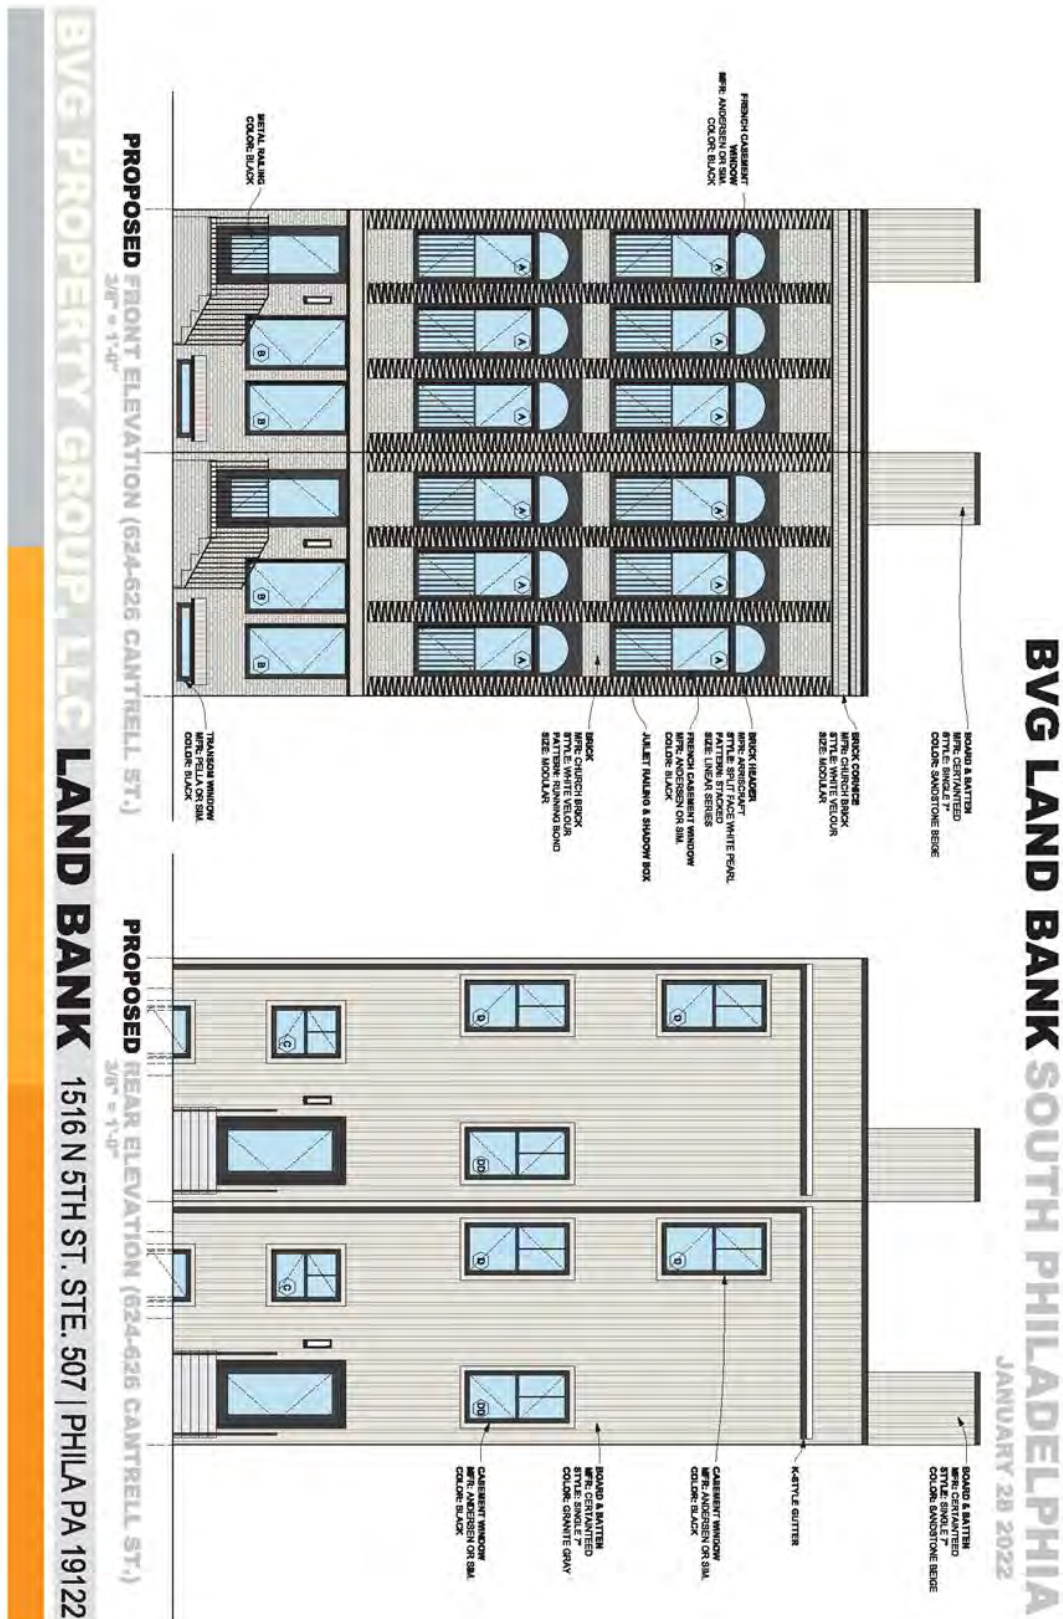 BVG LAND BANK SOUTH PHILADELPHIA
JANUARY 28 2022
BOARD & BATTEN
MFR: CERTAINTEED
STYLE: SINGLE 7"
COLOR: SANDSTONE BEIGE
BRICK CORNICE
MFR: CHURCH BRICK
STYLE: WHITE VELOUR
SIZE: MODULAR
FRENCH CASEMENT
WINDOW
MFR: ANDERSEN OR SIM.
COLOR: BLACK
BRICK HEADER
MFR: ARRISCRAFT
STYLE: SPLIT FACE WHITE PEARL
PATTERN: STACKED
SIZE: LINEAR SERIES
FRENCH CASEMENT WINDOW
MFR: ANDERSEN OR SIM.
COLOR: BLACK
JULIET RAILING & SHADOW BOX
BRICK
MFR: CHURCH BRICK
STYLE: WHITE VELOUR
PATTERN: RUNNING BOND
SIZE: MODULAR
A A A A A A
A A A A A A
METAL RAILING
COLOR: BLACK
B B B B
TRANSOM WINDOW
MFR: PELLA OR SIM.
COLOR: BLACK
PROPOSED FRONT ELEVATION (624-626 CANTRELL ST.)
3/8" = 1'-0"
BOARD & BATTEN
MFR: CERTAINTEED
STYLE: SINGLE 7"
COLOR: SANDSTONE BEIGE
K-STYLE GUTTER
CASEMENT WINDOW
MFR: ANDERSEN OR SIM.
COLOR: BLACK
BOARD & BATTEN
MFR: CERTAINTEED
STYLE: SINGLE 7"
COLOR: GRANITE GRAY
CASEMENT WINDOW
MFR: ANDERSEN OR SIM.
COLOR: BLACK
D D
D DD D DD
C C
PROPOSED REAR ELEVATION (624-626 CANTRELL ST.)
3/8" = 1'-0"
BVG PROPERTY GROUP, LLC LAND BANK 1516 N 5TH ST. STE. 507 | PHILA PA 19122